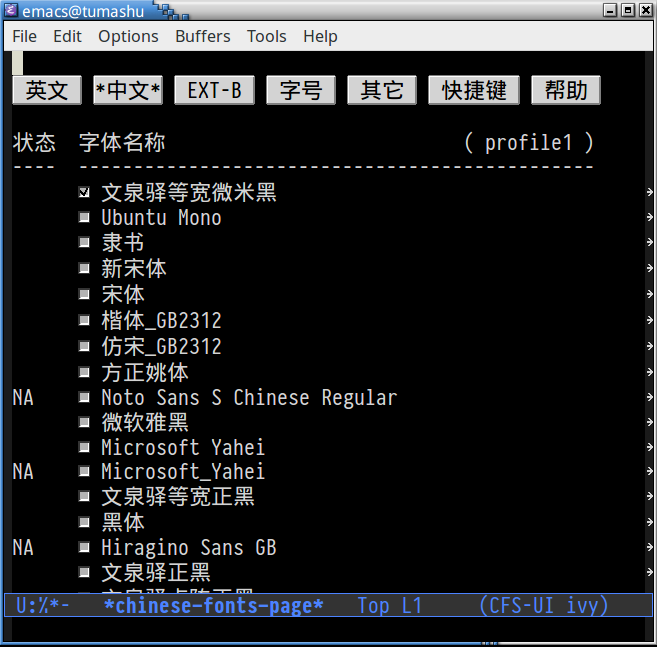 emacs@tumashu
File Edit Options Buffers Tools Help
英文 *中文* EXT-B 字号 其它 快捷键 帮助
状态 字体名称 ( profile1 )
---- -----------------------------------------------
文泉驿等宽微米黑
Ubuntu Mono
隶书
新宋体
宋体
楷体_GB2312
仿宋_GB2312
方正姚体
NA Noto Sans S Chinese Regular
微软雅黑
Microsoft Yahei
NA Microsoft_Yahei
文泉驿等宽正黑
黑体
NA Hiragino Sans GB
文泉驿正黑
U:%*- *chinese-fonts-page* Top L1 (CFS-UI ivy)